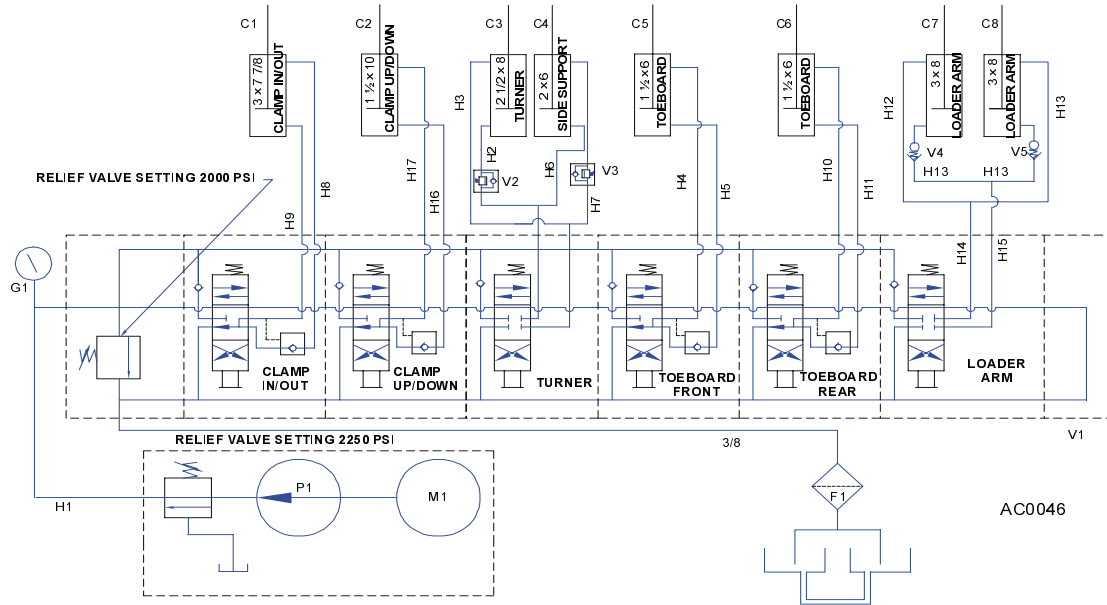 C1
C2
C3
C4
C5
C6
C7
C8
3 × 7 7/8
CLAMP IN/OUT
1 ½ × 10
CLAMP UP/DOWN
2 1/2 × 8
TURNER
2 × 6
SIDE SUPPORT
1 ½ × 6
TOEBOARD
1 ½ × 6
TOEBOARD
3 × 8
LOADER ARM
3 × 8
LOADER ARM
H3
H12
H13
H2
V4
V5
H17
H6
V3
H10
H13
H13
RELIEF VALVE SETTING 2000 PSI
H8
V2
H4
H5
H11
H9
H16
H7
H14
H15
G1
CLAMP
IN/OUT
CLAMP
UP/DOWN
TURNER
TOEBOARD
FRONT
TOEBOARD
REAR
LOADER
ARM
V1
RELIEF VALVE SETTING 2250 PSI
3/8
H1
P1
M1
F1
AC0046